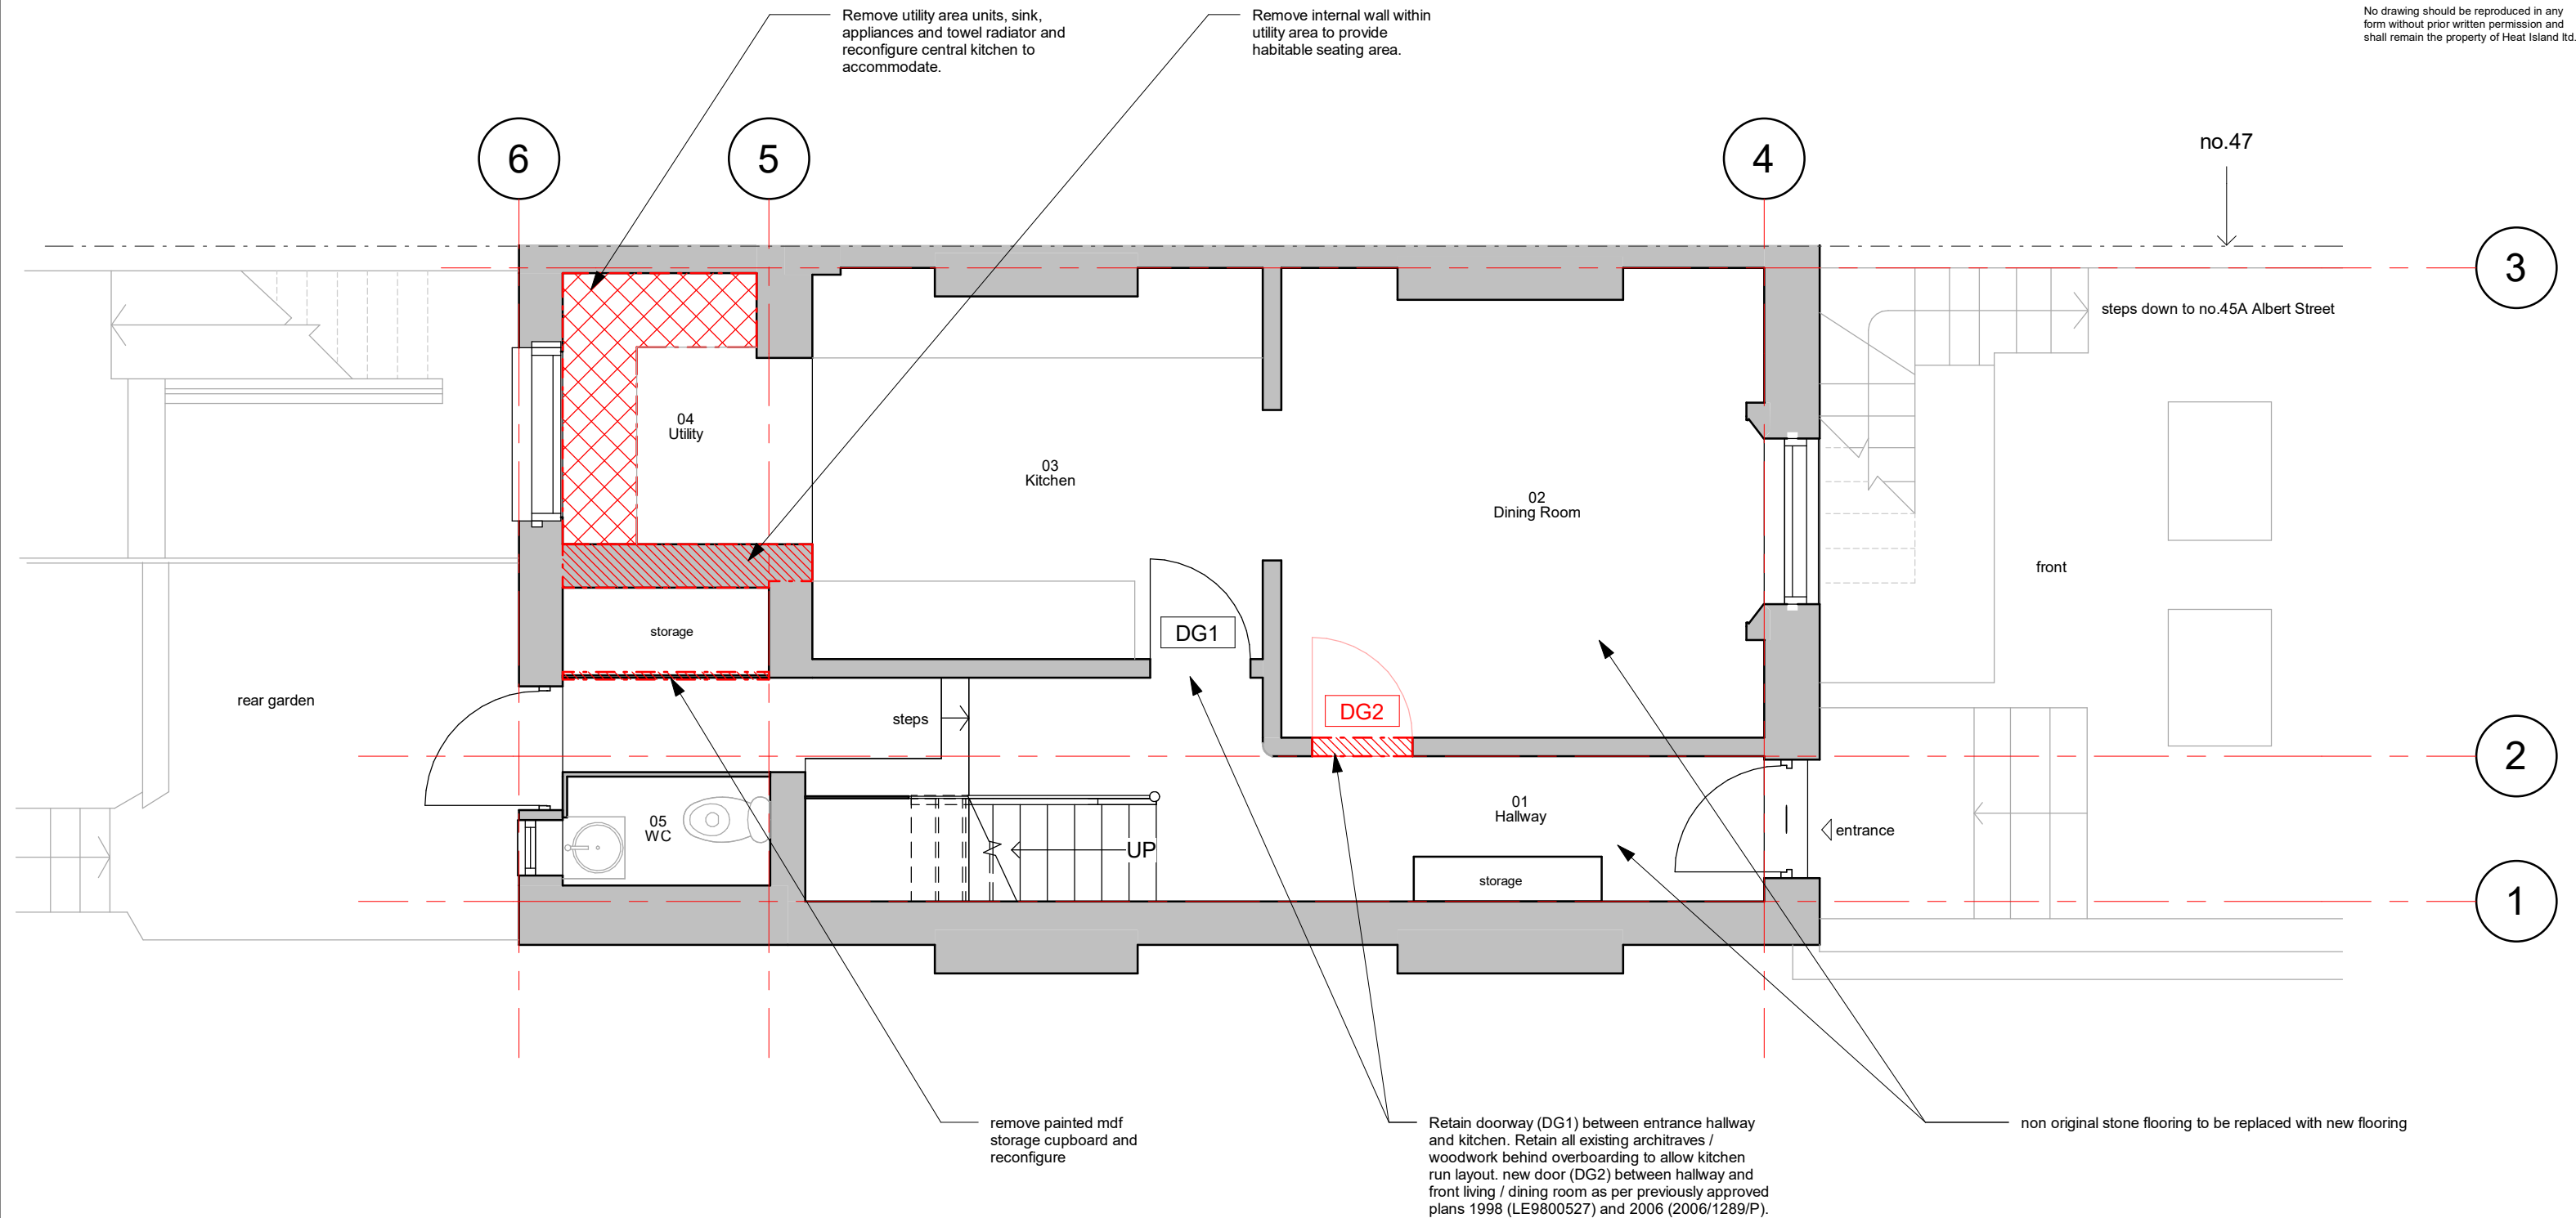 Remove utility area units, sink,
appliances and towel radiator and
reconfigure central kitchen to
accommodate.
Remove internal wall within
utility area to provide
habitable seating area.
No drawing should be reproduced in any
form without prior written permission and
shall remain the property of Heat Island ltd.
6
5
4
no.47
3
steps down to no.45A Albert Street
04
Utility
03
Kitchen
02
Dining Room
front
storage
DG1
rear garden
steps
DG2
2
01
Hallway
05
WC
UP
entrance
storage
1
remove painted mdf
storage cupboard and
reconfigure
Retain doorway (DG1) between entrance hallway
and kitchen. Retain all existing architraves /
woodwork behind overboarding to allow kitchen
run layout. new door (DG2) between hallway and
front living / dining room as per previously approved
plans 1998 (LE9800527) and 2006 (2006/1289/P).
non original stone flooring to be replaced with new flooring